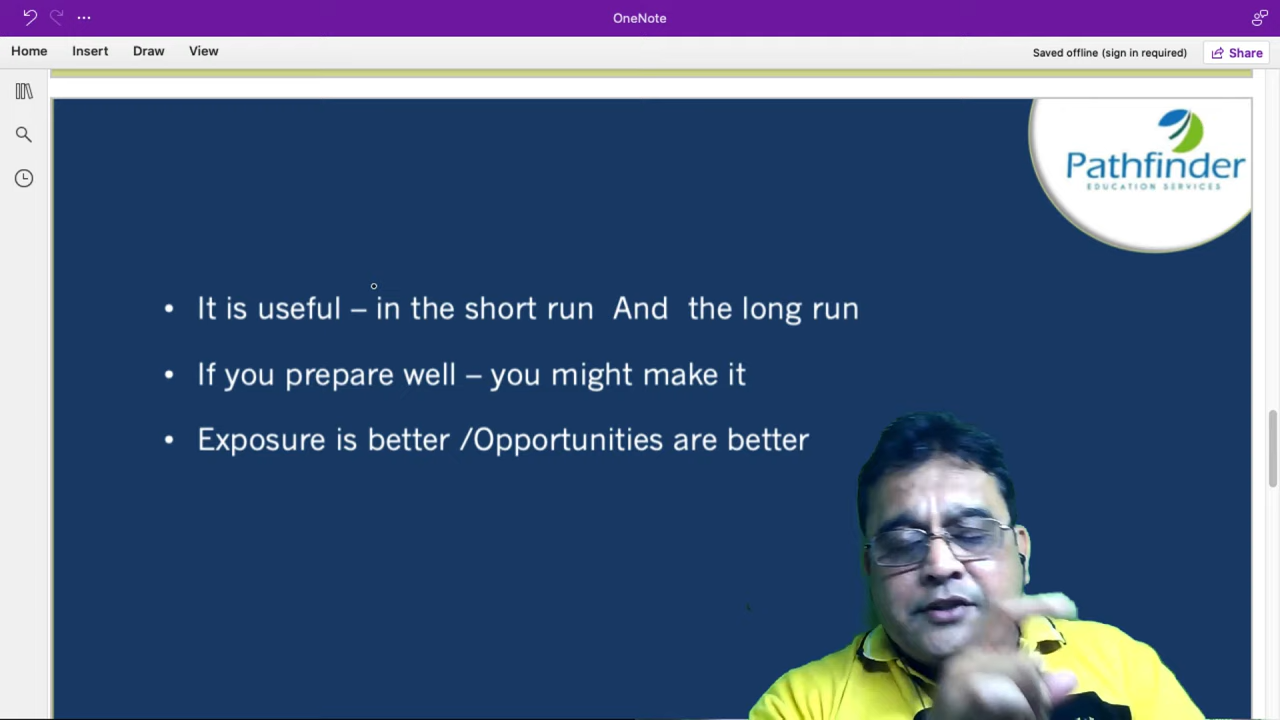 OneNote
Home Insert Draw View Saved offline (sign in required) Share
Pathfinder
EDUCATION SERVICES
• It is useful – in the short run And the long run
• If you prepare well – you might make it
• Exposure is better /Opportunities are better